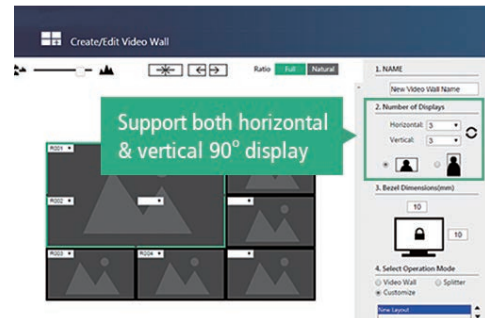 Create/Edit Video Wall
Ratio Full Natural
1. NAME
New Video Wall Name
2. Number of Displays
Horizontal: 3
Vertical: 3
Support both horizontal
& vertical 90° display
R001
R002
R003 R004
3. Bezel Dimensions(mm)
10
10
4. Select Operation Mode
Video Wall Splitter
Customize
New Layout